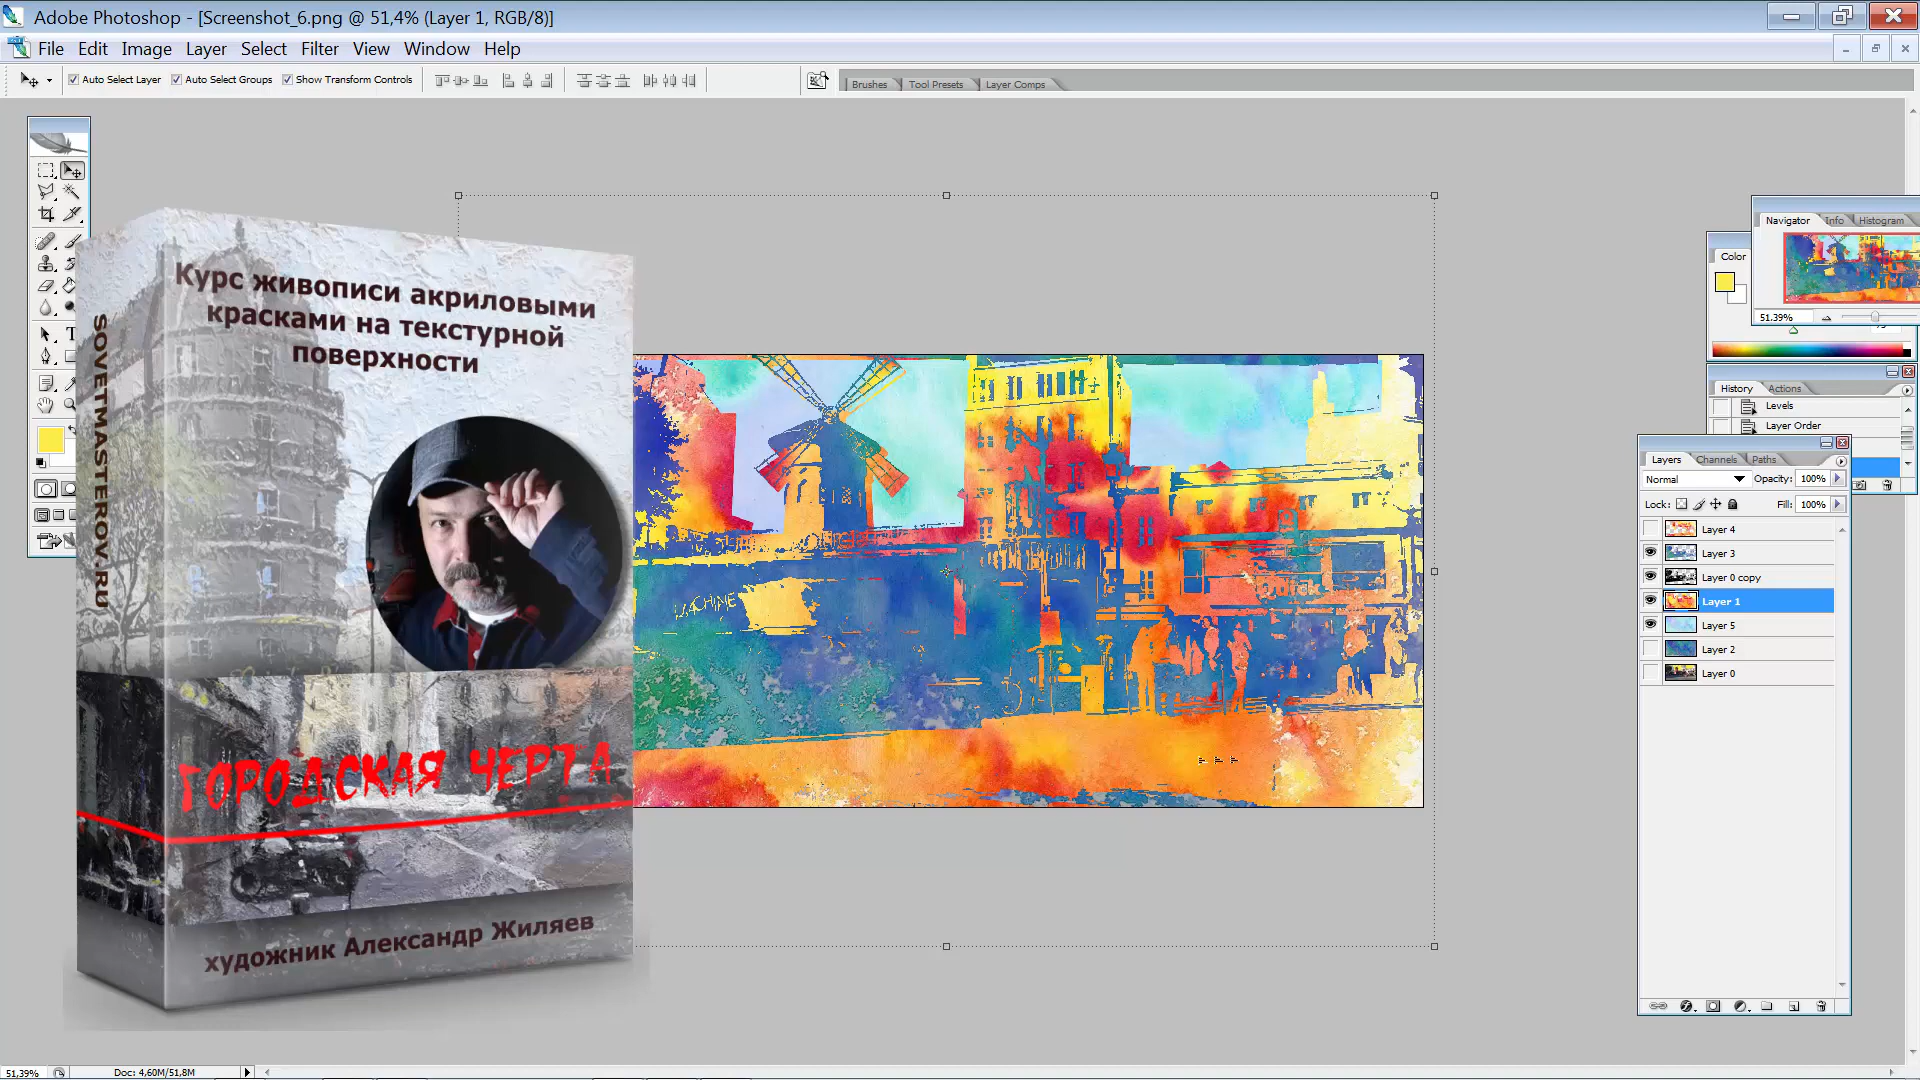 Adobe Photoshop - [Screenshot_6.png @ 51,4% (Layer 1, RGB/8)]
File Edit Image Layer Select Filter View Window Help
Auto Select Layer Auto Select Groups Show Transform Controls
Brushes Tool Presets Layer Comps
Курс живописи акриловыми
красками на текстурной
поверхности
SOVETMASTEROV.RU
ГОРОДСКАЯ ЧЕРТА
художник Александр Жиляев
MACHINE
Quick
Navigator Info Histogram
51.39%
Color
History Actions
Levels
Layer Order
Layers Channels Paths
Normal Opacity: 100%
Lock: Fill: 100%
Layer 4
Layer 3
Layer 0 copy
Layer 1
Layer 5
Layer 2
Layer 0
51,39% Doc: 4,60M/51,8M